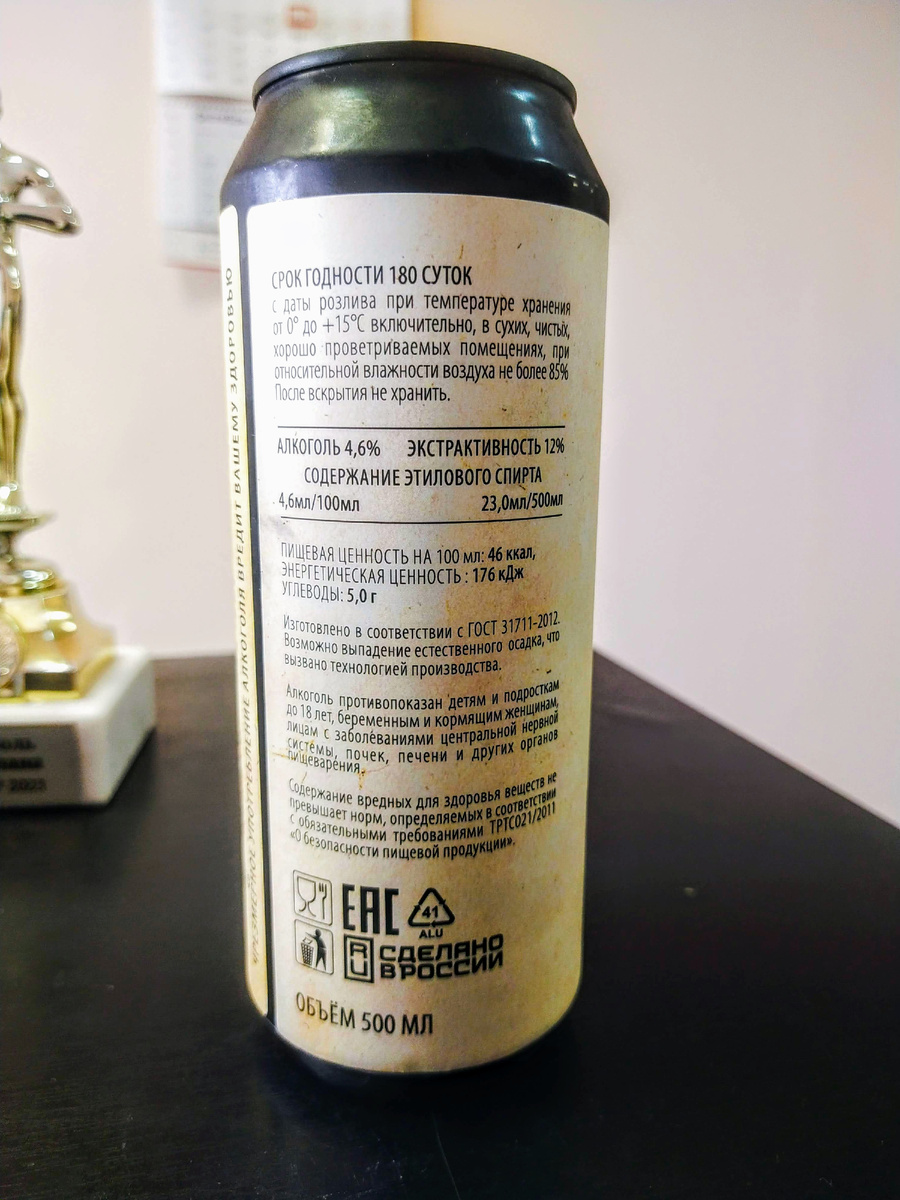 СРОК ГОДНОСТИ 180 СУТОК
с даты розлива при температуре хранения
от 0° до +15°С включительно, в сухих, чистых,
хорошо проветриваемых помещениях, при
относительной влажности воздуха не более 85%
После вскрытия не хранить.
АЛКОГОЛЬ 4,6% ЭКСТРАКТИВНОСТЬ 12%
СОДЕРЖАНИЕ ЭТИЛОВОГО СПИРТА
4,6мл/100мл 23,0мл/500мл
ПИЩЕВАЯ ЦЕННОСТЬ НА 100 мл: 46 ккал,
ЭНЕРГЕТИЧЕСКАЯ ЦЕННОСТЬ : 176 кДж
УГЛЕВОДЫ: 5,0 г
Изготовлено в соответствии с ГОСТ 31711-2012.
Возможно выпадение естественного осадка, что
вызвано технологией производства.
Алкоголь противопоказан детям и подросткам
до 18 лет, беременным и кормящим женщинам,
лицам с заболеваниями центральной нервной
системы, почек, печени и других органов
пищеварения.
Содержание вредных для здоровья веществ не
превышает норм, определяемых в соответствии
с обязательными требованиями ТРТС021/2011
«О безопасности пищевой продукции».
ЕАС
41
ALU
RU
СДЕЛАНО
В РОССИИ
ОБЪЁМ 500 МЛ
ЧРЕЗМЕРНОЕ УПОТРЕБЛЕНИЕ АЛКОГОЛЯ ВРЕДИТ ВАШЕМУ ЗДОРОВЬЮ